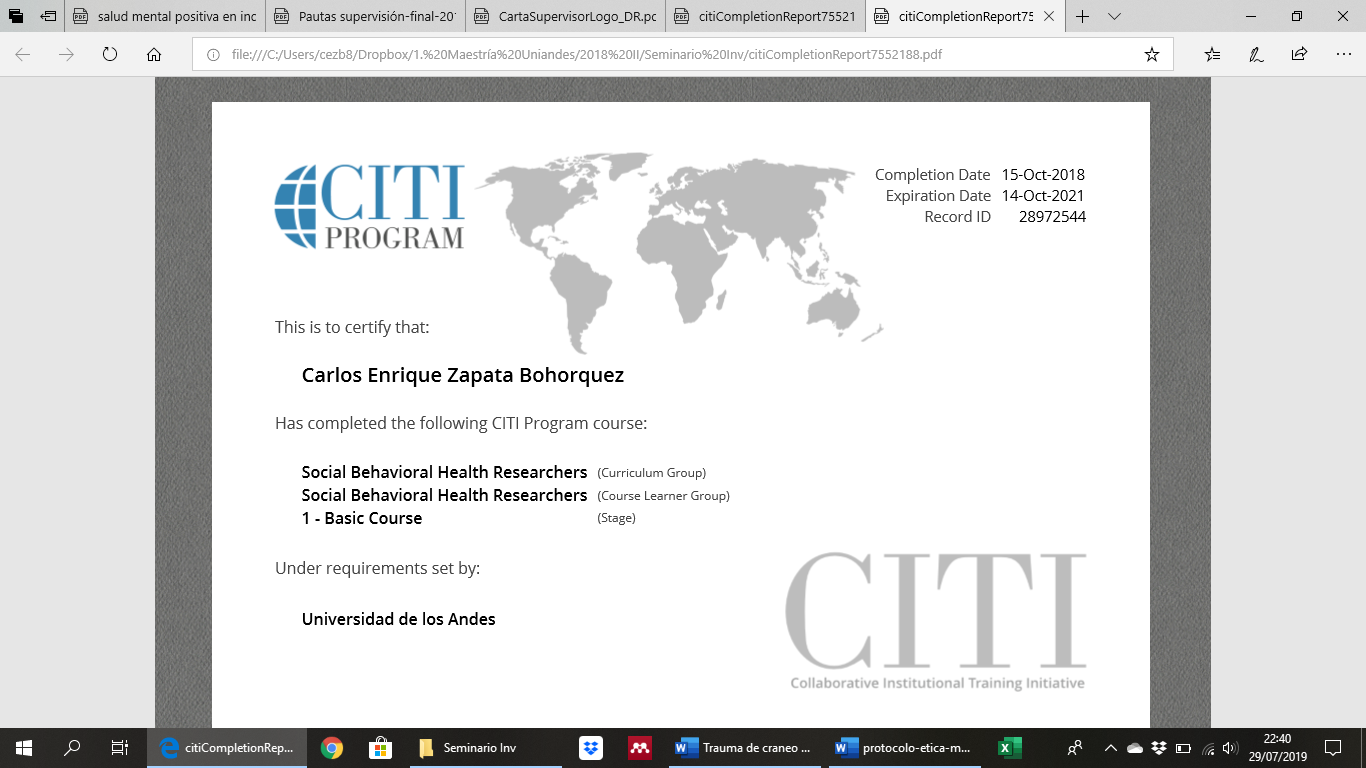 salud mental positiva en inc
Pautas supervisión-final-201
CartaSupervisorLogo_DR.pc
citiCompletionReport75521
citiCompletionReport75
file:///C:/Users/cezb8/Dropbox/1.%20Maestría%20Uniandes/2018%20II/Seminario%20Inv/citiCompletionReport7552188.pdf
CITI
PROGRAM
Completion Date 15-Oct-2018
Expiration Date 14-Oct-2021
Record ID 28972544
This is to certify that:
Carlos Enrique Zapata Bohorquez
Has completed the following CITI Program course:
Social Behavioral Health Researchers (Curriculum Group)
Social Behavioral Health Researchers (Course Learner Group)
1 - Basic Course (Stage)
Under requirements set by:
Universidad de los Andes
CITI
Collaborative Institutional Training Initiative
citiCompletionRep...
Seminario Inv
Trauma de craneo ...
protocolo-etica-m...
22:40
29/07/2019